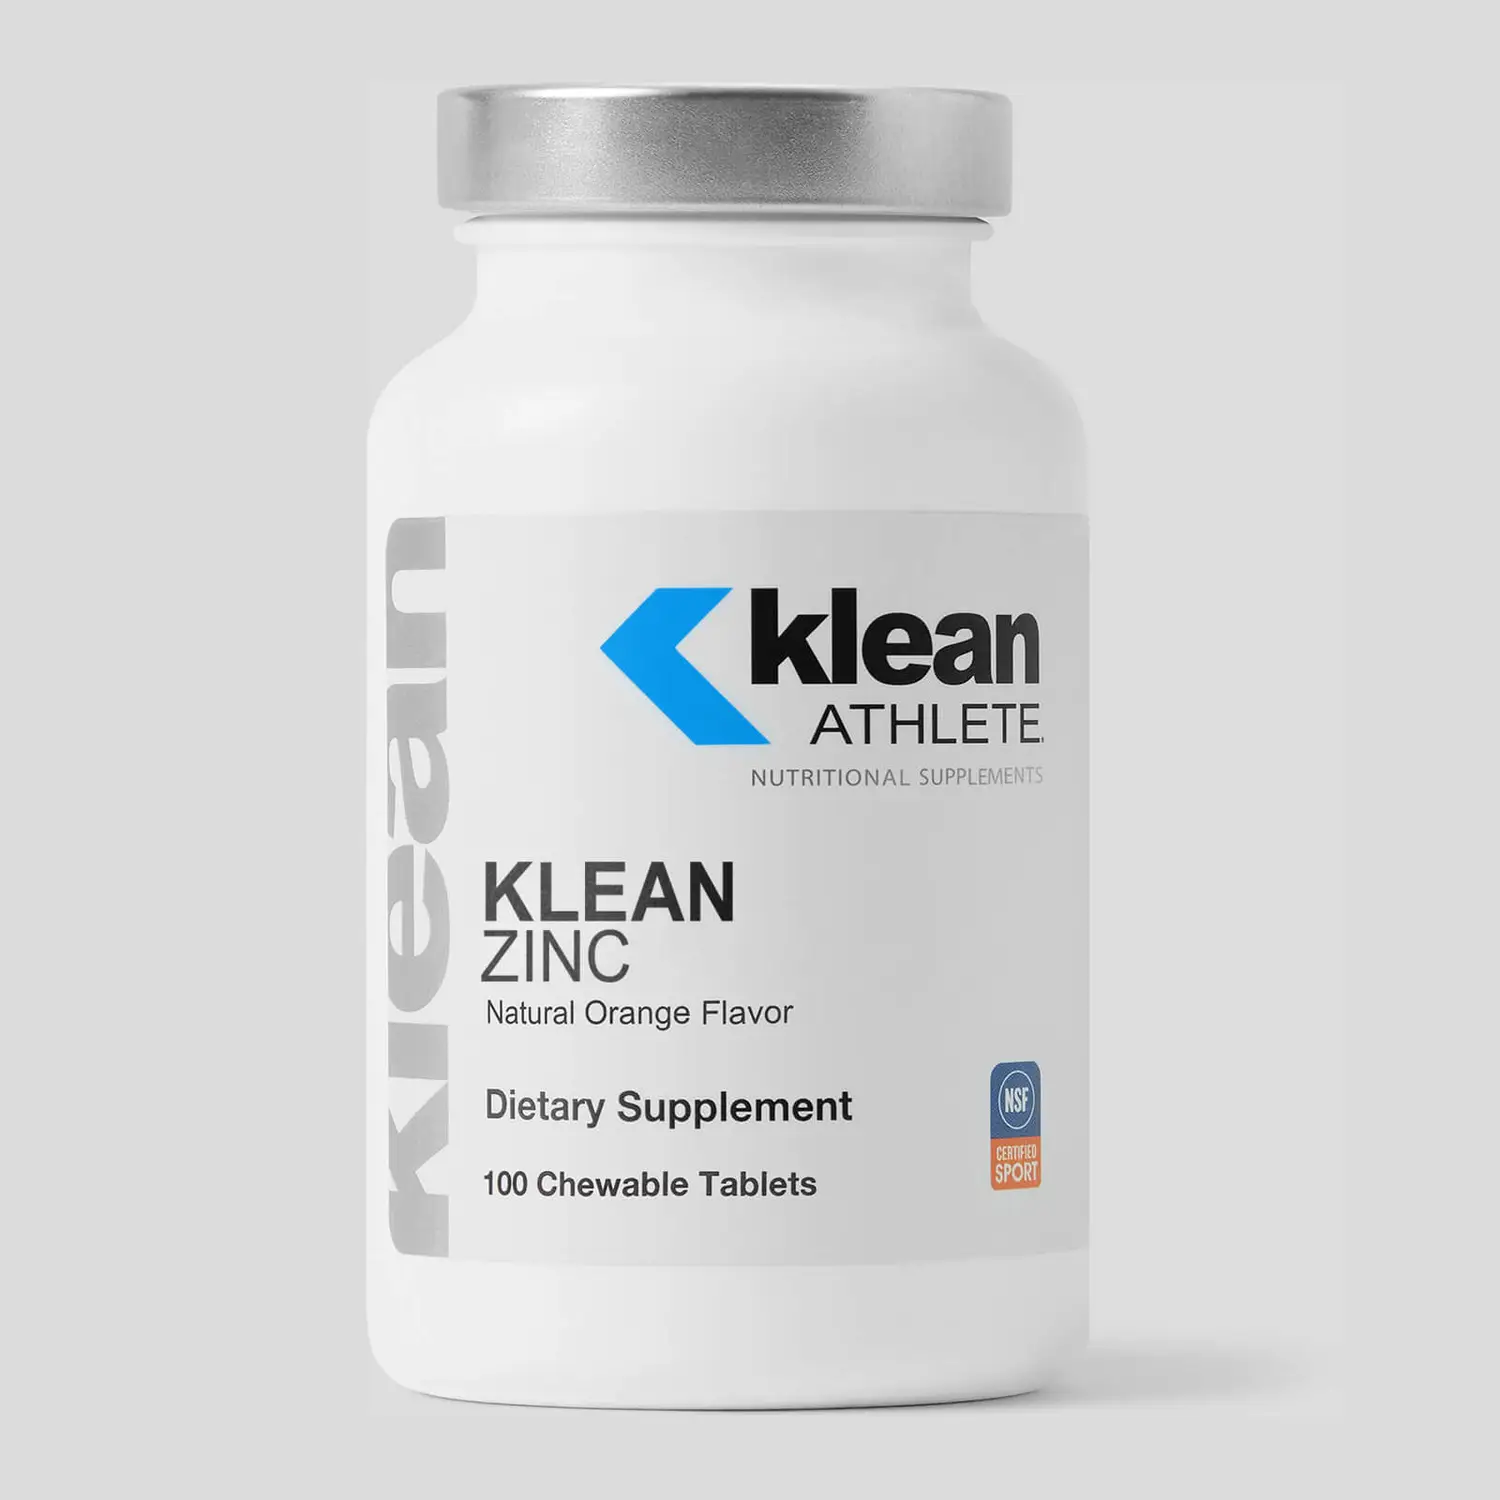 klean
klean
ATHLETE.
NUTRITIONAL SUPPLEMENTS
KLEAN
ZINC
Natural Orange Flavor
Dietary Supplement
100 Chewable Tablets
NSF
CERTIFIED
SPORT